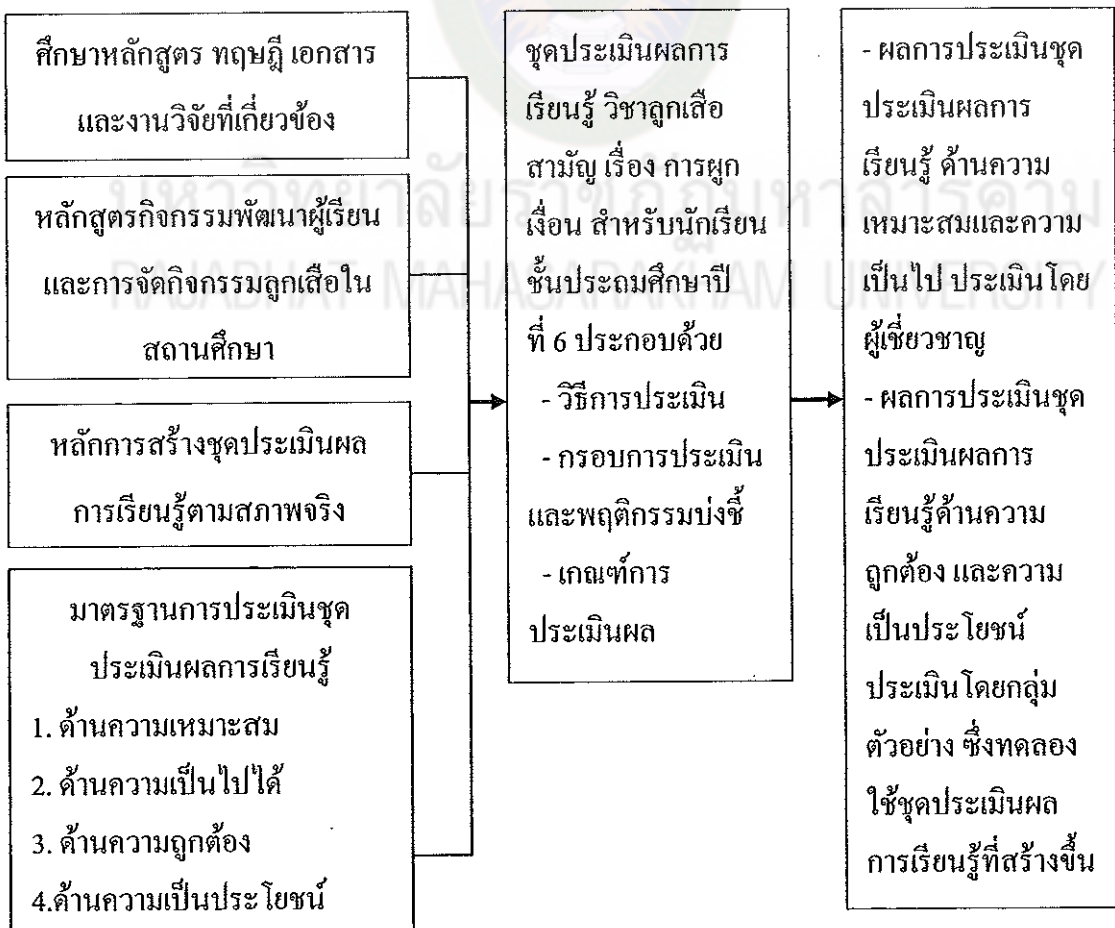 ศึกษาหลักสูตร ทฤษฎี เอกสาร
และงานวิจัยที่เกี่ยวข้อง
หลักสูตรกิจกรรมพัฒนาผู้เรียน
และการจัดกิจกรรมลูกเสือใน
สถานศึกษา
หลักการสร้างชุดประเมินผล
การเรียนรู้ตามสภาพจริง
มาตรฐานการประเมินชุด
ประเมินผลการเรียนรู้
1. ด้านความเหมาะสม
2. ด้านความเป็นไปได้
3. ด้านความถูกต้อง
4.ด้านความเป็นประโยชน์
ชุดประเมินผลการ
เรียนรู้ วิชาลูกเสือ
สามัญ เรื่อง การผูก
เงื่อน สำหรับนักเรียน
ชั้นประถมศึกษาปี
ที่ 6 ประกอบด้วย
- วิธีการประเมิน
- กรอบการประเมิน
และพฤติกรรมบ่งชี้
- เกณฑ์การ
ประเมินผล
- ผลการประเมินชุด
ประเมินผลการ
เรียนรู้ ด้านความ
เหมาะสมและความ
เป็นไป ประเมินโดย
ผู้เชี่ยวชาญ
- ผลการประเมินชุด
ประเมินผลการ
เรียนรู้ด้านความ
ถูกต้อง และความ
เป็นประโยชน์
ประเมินโดยกลุ่ม
ตัวอย่าง ซึ่งทดลอง
ใช้ชุดประเมินผล
การเรียนรู้ที่สร้างขึ้น
มหาวิทยาลัยราชภัฏมหาสารคาม
RAJABHAT MAHASARAKHAM UNIVERSITY